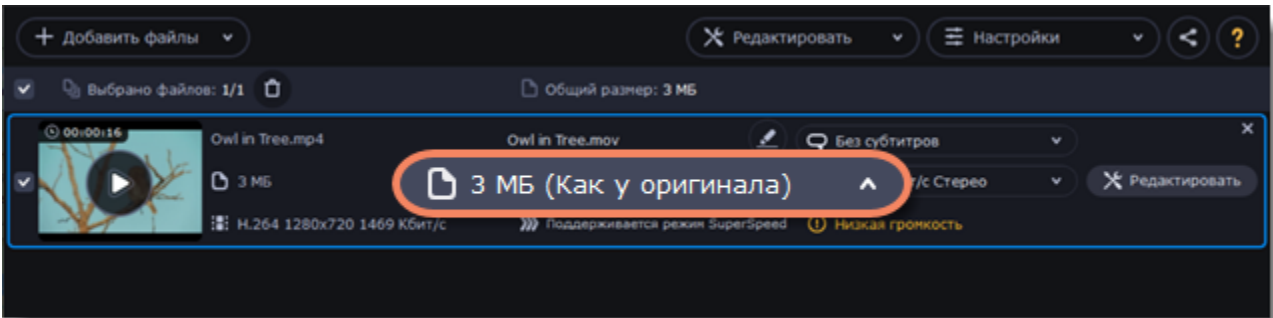 Добавить файлы
Редактировать
Настройки
?
Выбрано файлов: 1/1
Общий размер: 3 МБ
00:00:16
Owl in Tree.mp4
Owl in Tree.mov
Без субтитров
3 МБ
3 МБ (Как у оригинала)
т/с Стерео
Редактировать
H.264 1280x720 1469 Кбит/с
Поддерживается режим SuperSpeed
Низкая громкость